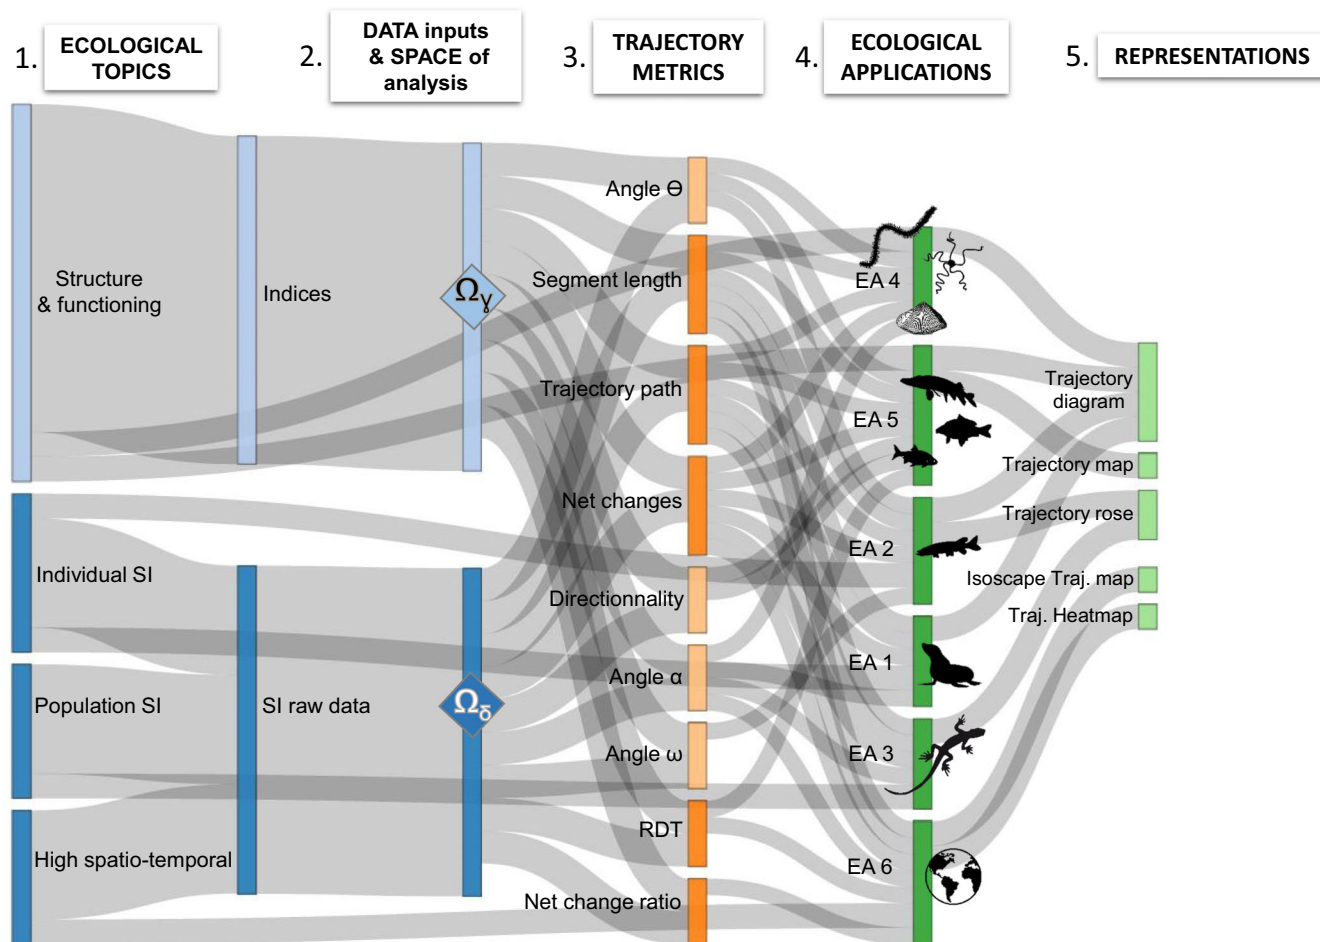 1. ECOLOGICAL
TOPICS
2. DATA inputs
& SPACE of
analysis
3. TRAJECTORY
METRICS
4. ECOLOGICAL
APPLICATIONS
5. REPRESENTATIONS
Structure
& functioning
Individual SI
Population SI
High spatio-temporal
Indices
SI raw data
Ωγ
Ωδ
Angle ϴ
Segment length
Trajectory path
Net changes
Directionnality
Angle α
Angle ω
RDT
Net change ratio
EA 4
EA 5
EA 2
EA 1
EA 3
EA 6
Trajectory
diagram
Trajectory map
Trajectory rose
Isoscape Traj. map
Traj. Heatmap